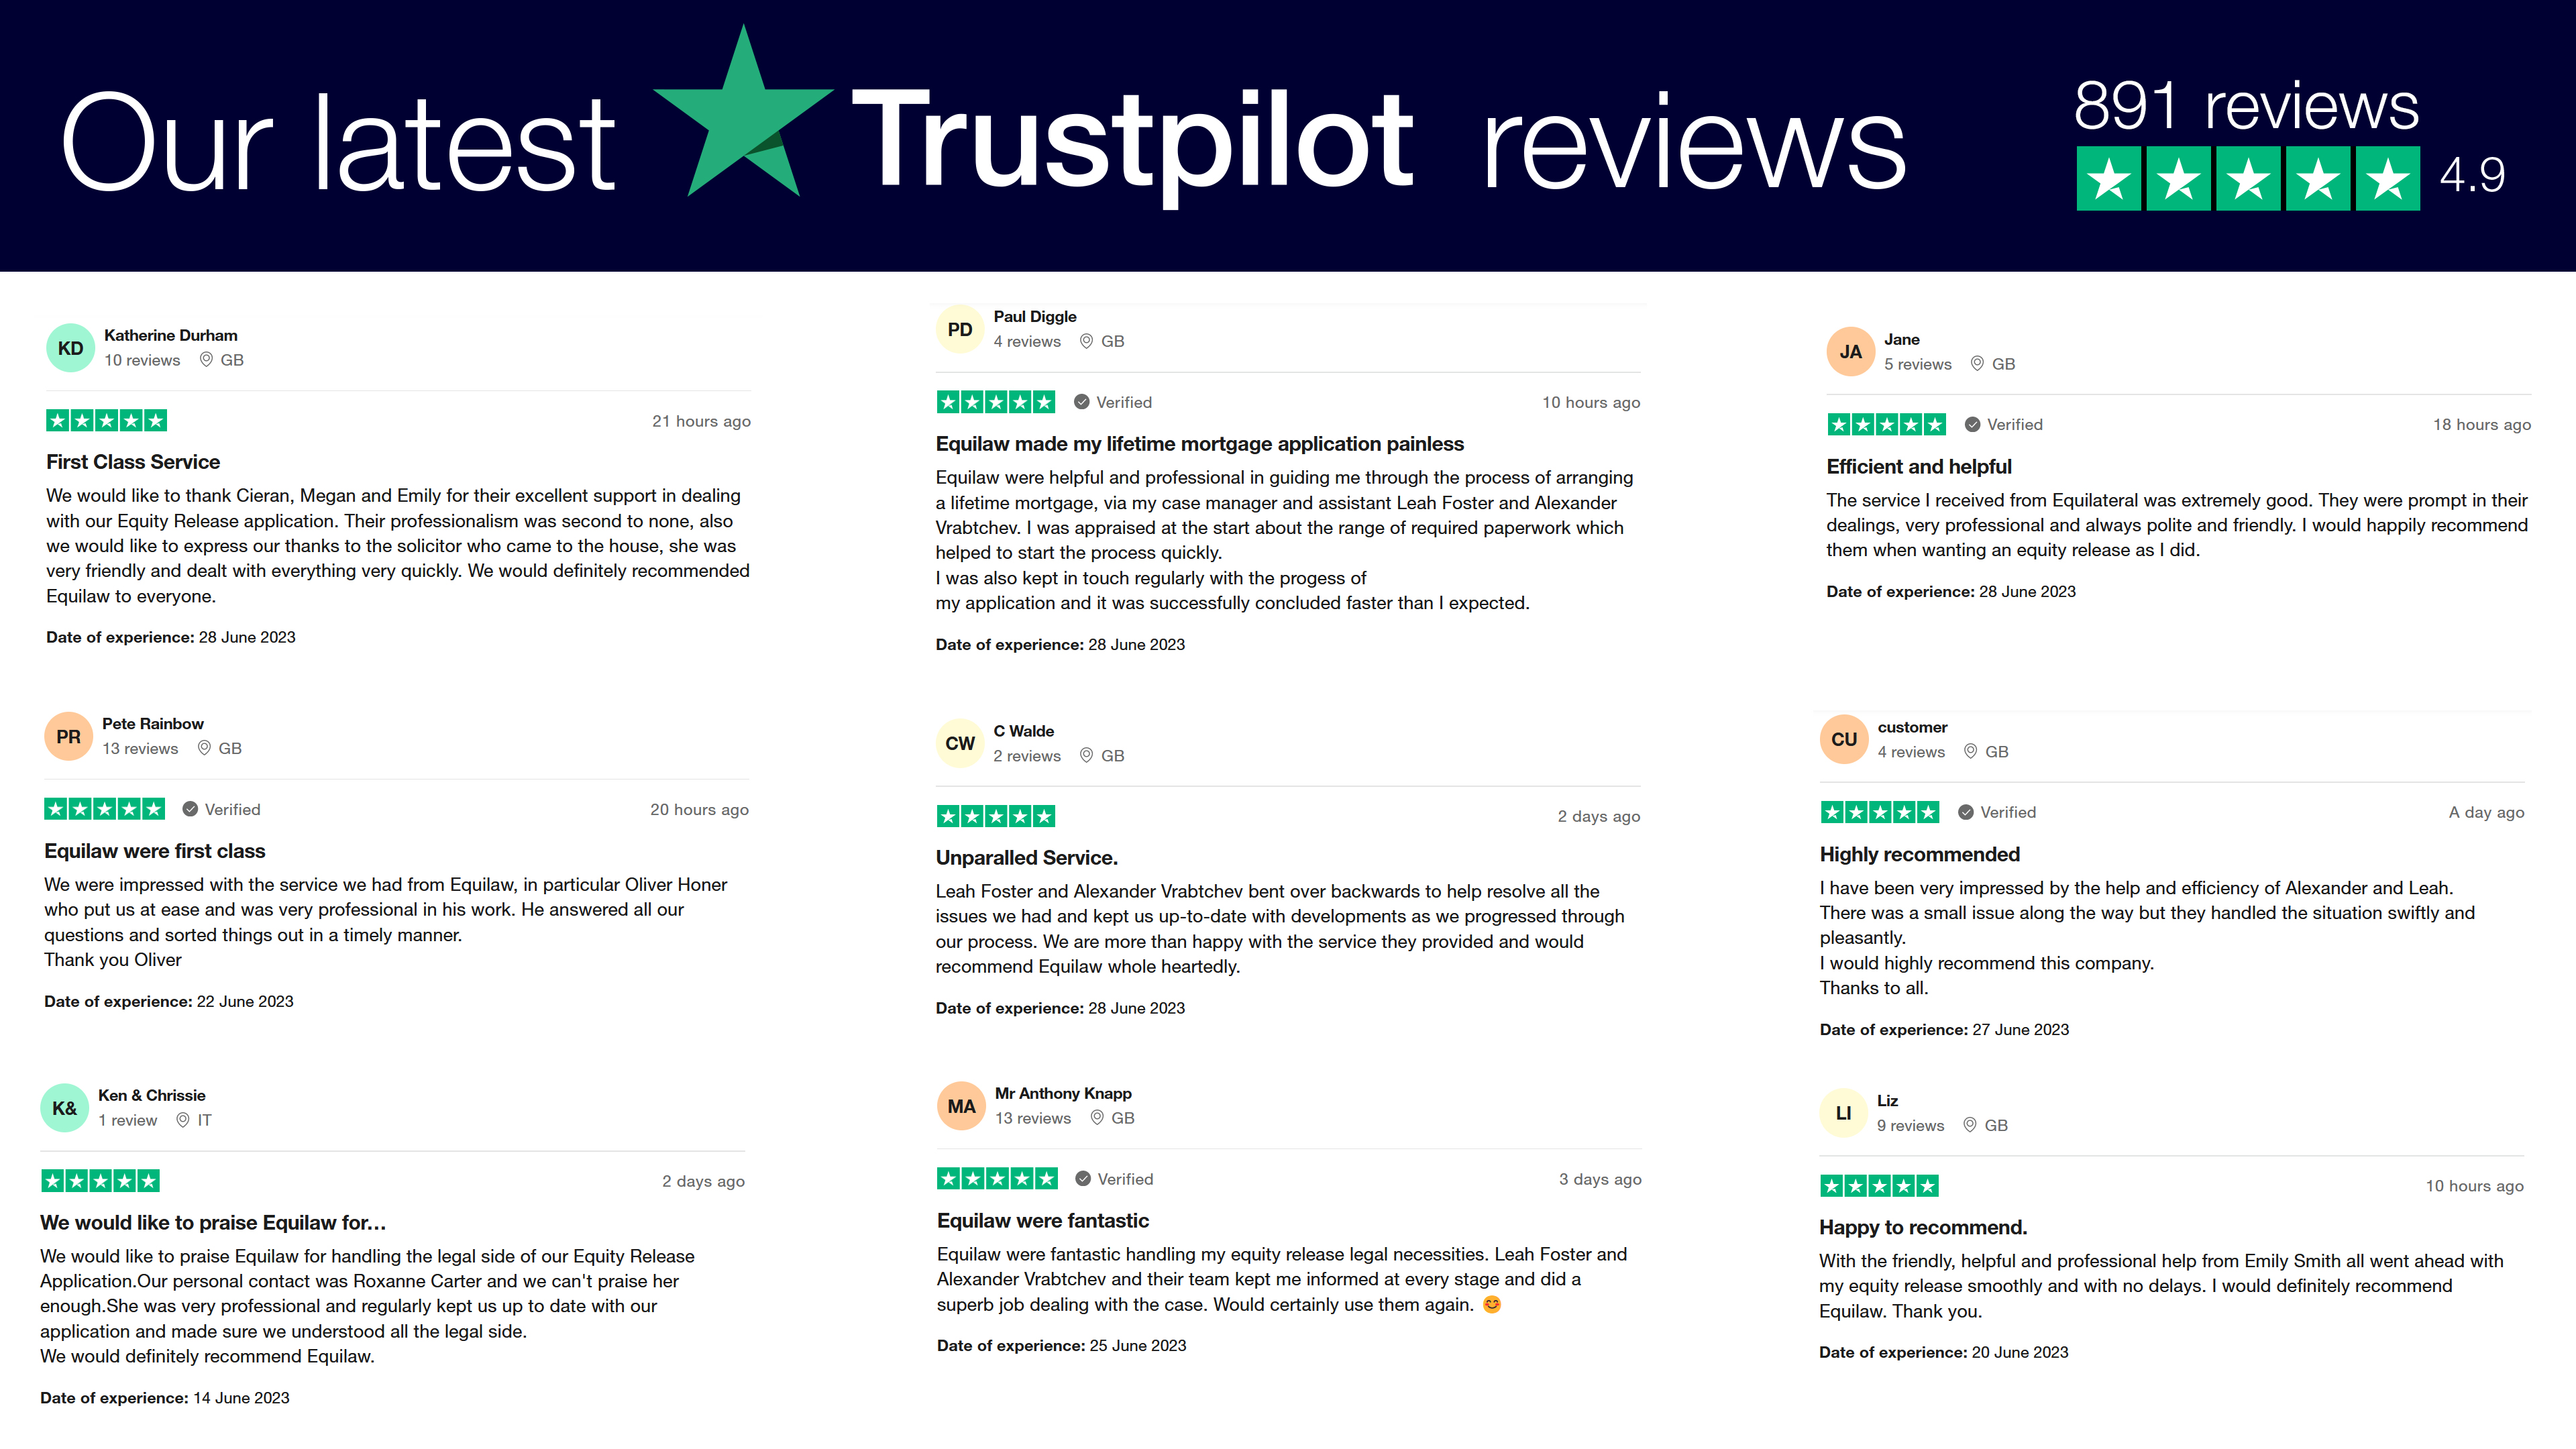 Our latest Trustpilot reviews
891 reviews
4.9
KD
Katherine Durham
10 reviews GB
21 hours ago
First Class Service
We would like to thank Cieran, Megan and Emily for their excellent support in dealing
with our Equity Release application. Their professionalism was second to none, also
we would like to express our thanks to the solicitor who came to the house, she was
very friendly and dealt with everything very quickly. We would definitely recommended
Equilaw to everyone.
Date of experience: 28 June 2023
PD
Paul Diggle
4 reviews GB
Verified 10 hours ago
Equilaw made my lifetime mortgage application painless
Equilaw were helpful and professional in guiding me through the process of arranging
a lifetime mortgage, via my case manager and assistant Leah Foster and Alexander
Vrabtchev. I was appraised at the start about the range of required paperwork which
helped to start the process quickly.
I was also kept in touch regularly with the progess of
my application and it was successfully concluded faster than I expected.
Date of experience: 28 June 2023
JA
Jane
5 reviews GB
Verified 18 hours ago
Efficient and helpful
The service I received from Equilateral was extremely good. They were prompt in their
dealings, very professional and always polite and friendly. I would happily recommend
them when wanting an equity release as I did.
Date of experience: 28 June 2023
PR
Pete Rainbow
13 reviews GB
Verified 20 hours ago
Equilaw were first class
We were impressed with the service we had from Equilaw, in particular Oliver Honer
who put us at ease and was very professional in his work. He answered all our
questions and sorted things out in a timely manner.
Thank you Oliver
Date of experience: 22 June 2023
CW
C Walde
2 reviews GB
2 days ago
Unparalled Service.
Leah Foster and Alexander Vrabtchev bent over backwards to help resolve all the
issues we had and kept us up-to-date with developments as we progressed through
our process. We are more than happy with the service they provided and would
recommend Equilaw whole heartedly.
Date of experience: 28 June 2023
CU
customer
4 reviews GB
Verified A day ago
Highly recommended
I have been very impressed by the help and efficiency of Alexander and Leah.
There was a small issue along the way but they handled the situation swiftly and
pleasantly.
I would highly recommend this company.
Thanks to all.
Date of experience: 27 June 2023
K&
Ken & Chrissie
1 review IT
2 days ago
We would like to praise Equilaw for...
We would like to praise Equilaw for handling the legal side of our Equity Release
Application.Our personal contact was Roxanne Carter and we can't praise her
enough.She was very professional and regularly kept us up to date with our
application and made sure we understood all the legal side.
We would definitely recommend Equilaw.
Date of experience: 14 June 2023
MA
Mr Anthony Knapp
13 reviews GB
Verified 3 days ago
Equilaw were fantastic
Equilaw were fantastic handling my equity release legal necessities. Leah Foster and
Alexander Vrabtchev and their team kept me informed at every stage and did a
superb job dealing with the case. Would certainly use them again. 😊
Date of experience: 25 June 2023
LI
Liz
9 reviews GB
10 hours ago
Happy to recommend.
With the friendly, helpful and professional help from Emily Smith all went ahead with
my equity release smoothly and with no delays. I would definitely recommend
Equilaw. Thank you.
Date of experience: 20 June 2023